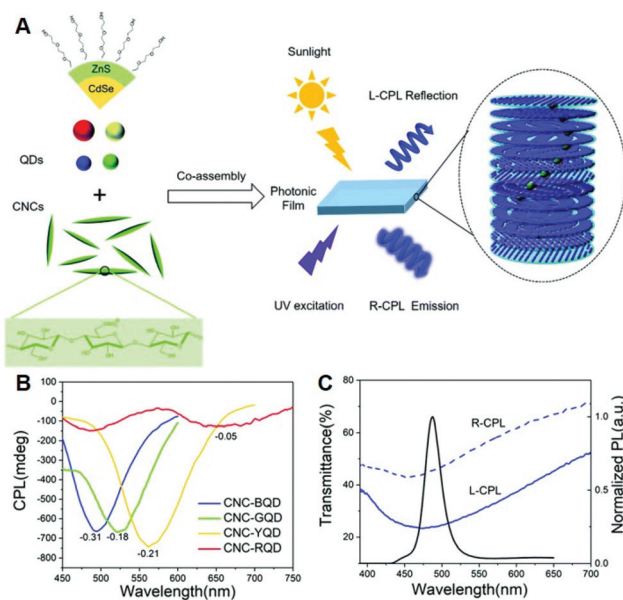 A
ZnS
CdSe
QDs
+
CNCs
Co-assembly
Sunlight
L-CPL Reflection
Photonic
Film
UV excitation
R-CPL Emission
B
CPL(mdeg)
100
0
-100
-200
-300
-400
-500
-600
-700
-800
-0.05
-0.31
-0.18
-0.21
CNC-BQD
CNC-GQD
CNC-YQD
CNC-RQD
450 500 550 600 650 700 750
Wavelength(nm)
C
Transmittance(%)
80
60
40
20
R-CPL
L-CPL
1.0
0.5
0.0
Normalized PL(a.u.)
400 450 500 550 600 650 700
Wavelength(nm)